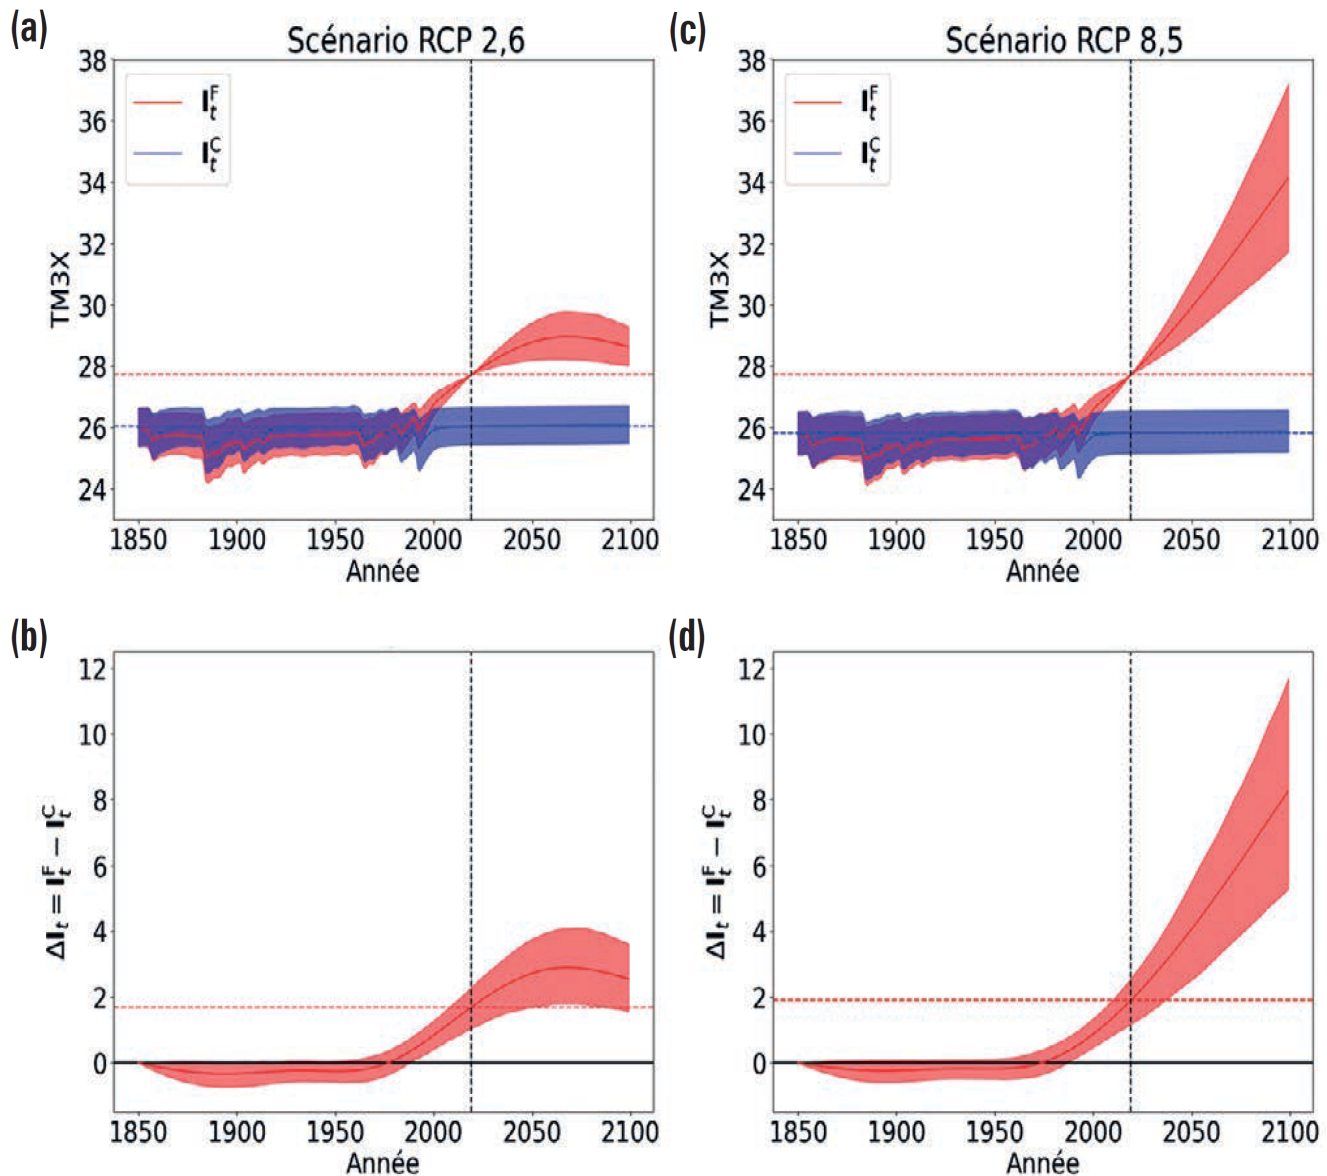 (a)
Scénario RCP 2,6
TM3X
38
36
34
32
30
28
26
24
I_t^F
I_t^C
1850 1900 1950 2000 2050 2100
Année
(c)
Scénario RCP 8,5
TM3X
38
36
34
32
30
28
26
24
I_t^F
I_t^C
1850 1900 1950 2000 2050 2100
Année
(b)
ΔI_t = I_t^F − I_t^C
12
10
8
6
4
2
0
1850 1900 1950 2000 2050 2100
Année
(d)
ΔI_t = I_t^F − I_t^C
12
10
8
6
4
2
0
1850 1900 1950 2000 2050 2100
Année